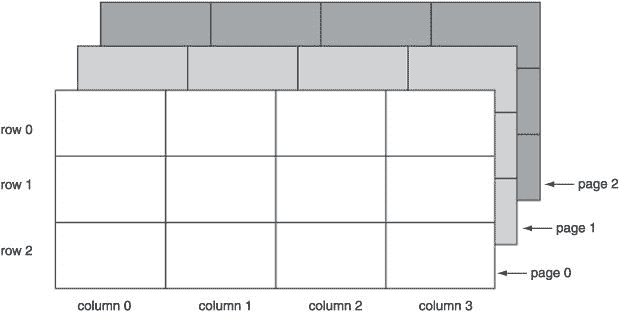 row 0
row 1
page 2
page 1
row 2
page 0
column 0
column 1
column 2
column 3